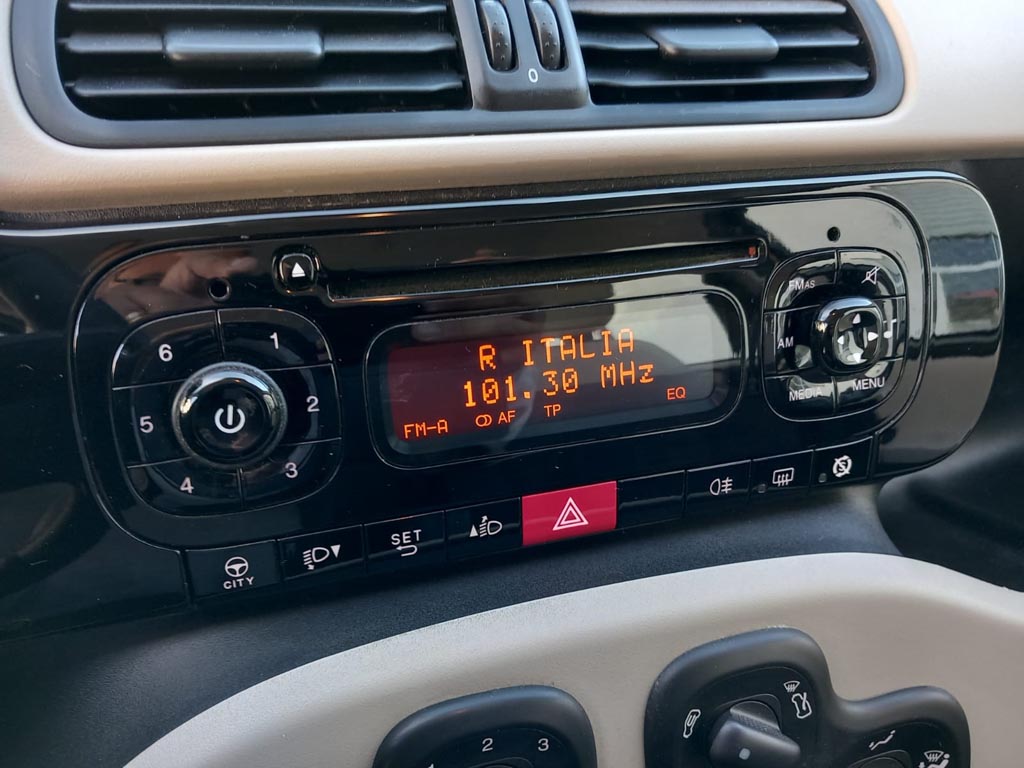 0
FMAS
AM
MEDIA
MENU
6
1
5
2
4
3
R ITALIA
101.30 MHz
FM-A
AF
TP
EQ
CITY
SET
2
3